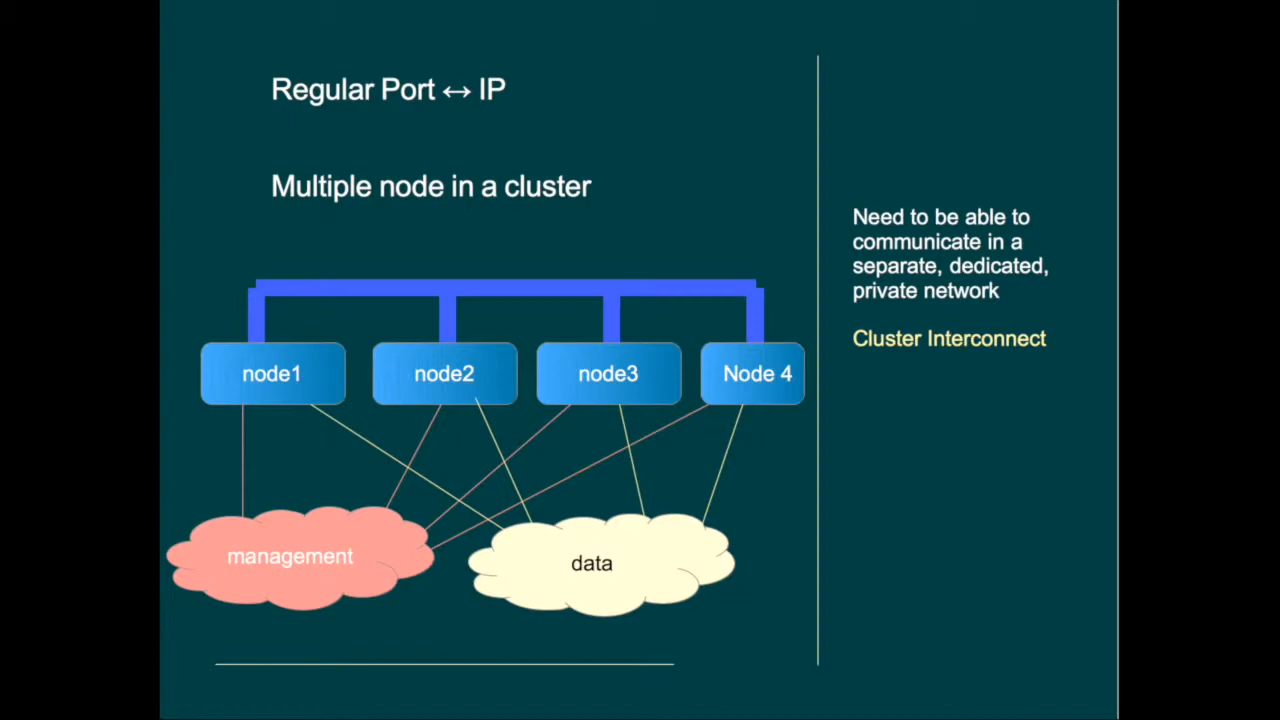 Regular Port ↔ IP
Multiple node in a cluster
Need to be able to
communicate in a
separate, dedicated,
private network
Cluster Interconnect
node1
node2
node3
Node 4
management
data